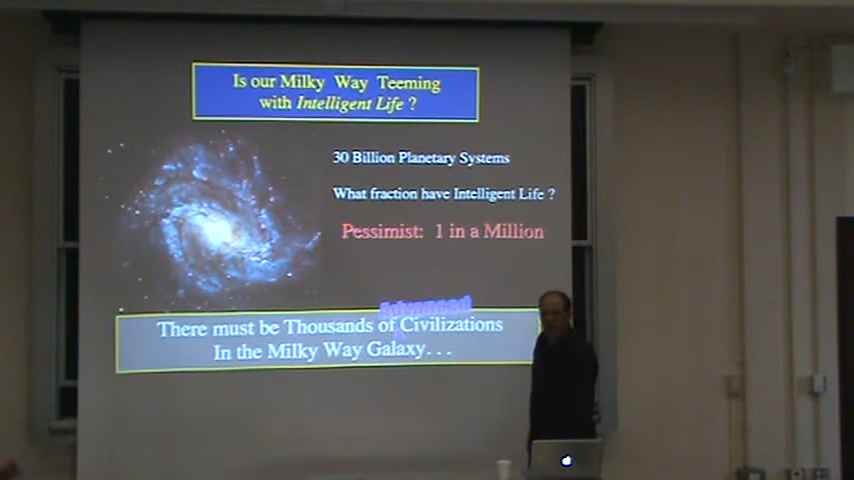 Is our Milky Way Teeming
with Intelligent Life ?
30 Billion Planetary Systems
What fraction have Intelligent Life ?
Pessimist: 1 in a Million
Advanced
There must be Thousands of Civilizations
In the Milky Way Galaxy. . .